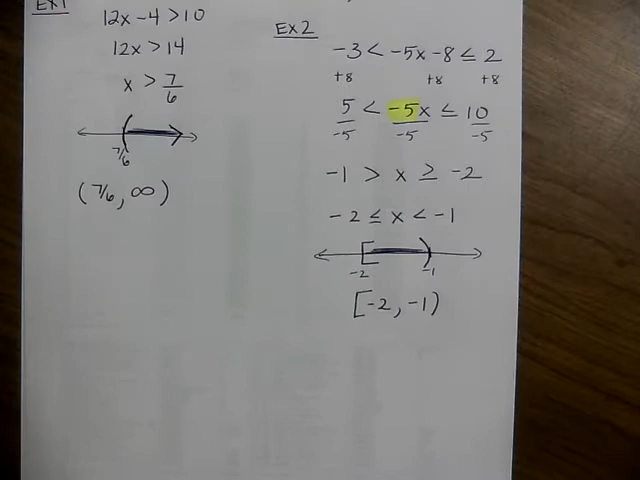 Ex1
12x - 4 > 10
12x > 14
x > 7/6
7/6
(7/6, ∞)
Ex2
-3 < -5x - 8 ≤ 2
+8 +8 +8
5/-5 < -5x/-5 ≤ 10/-5
-1 > x ≥ -2
-2 ≤ x < -1
-2 -1
[-2, -1)